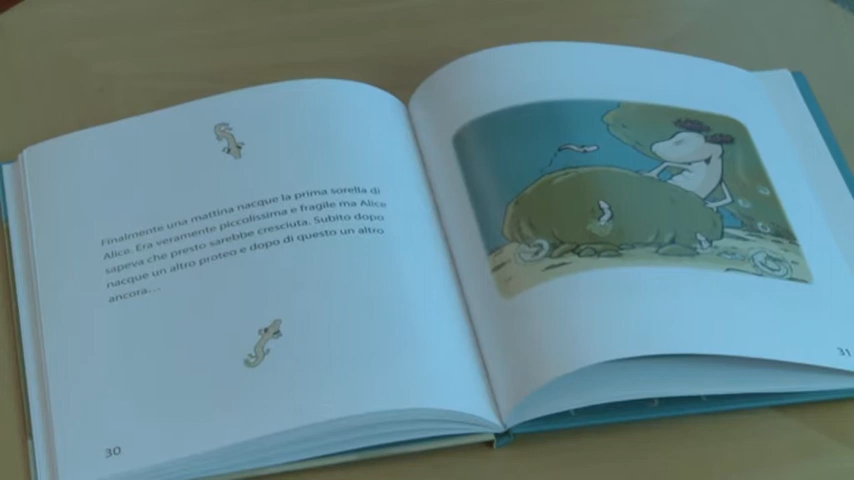 Finalmente una mattina nacque la prima sorella di
Alice. Era veramente piccolissima e fragile ma Alice
sapeva che presto sarebbe cresciuta. Subito dopo
nacque un altro proteo e dopo di questo un altro
ancora...
30
31